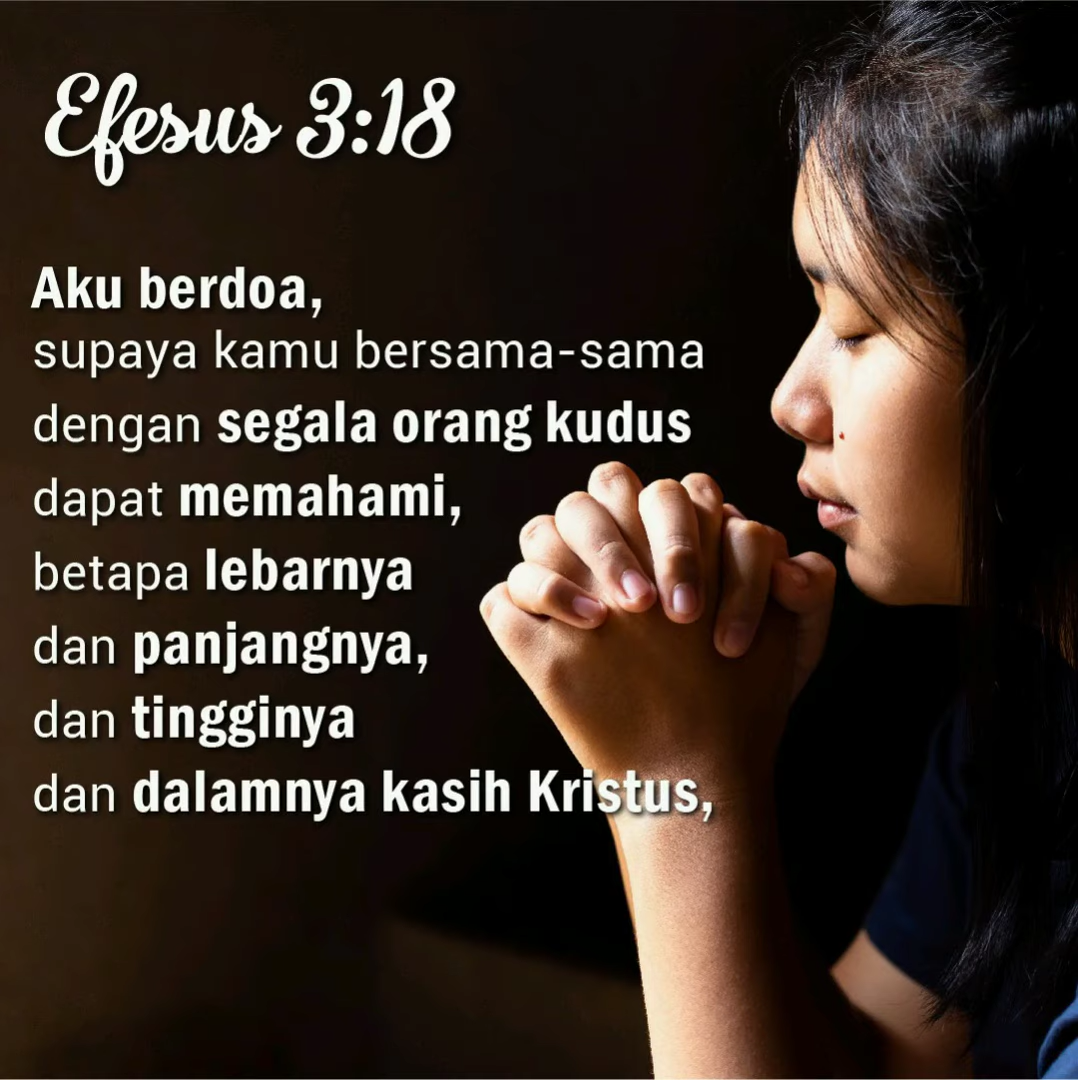 Efesus 3:18
Aku berdoa,
supaya kamu bersama-sama
dengan segala orang kudus
dapat memahami,
betapa lebarnya
dan panjangnya,
dan tingginya
dan dalamnya kasih Kristus,